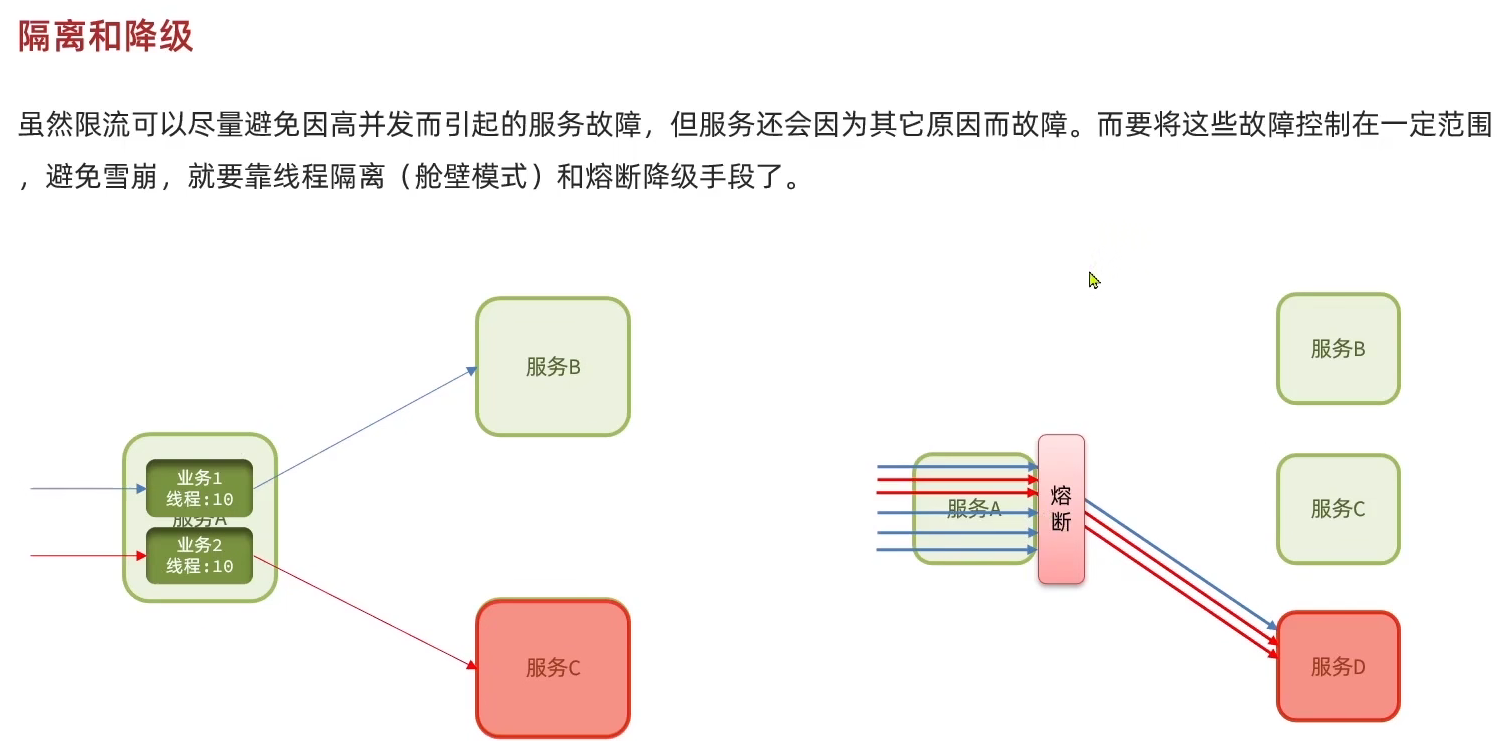 隔离和降级
虽然限流可以尽量避免因高并发而引起的服务故障，但服务还会因为其它原因而故障。而要将这些故障控制在一定范围
，避免雪崩，就要靠线程隔离（舱壁模式）和熔断降级手段了。
服务B
业务1
线程:10
服务A
业务2
线程:10
服务C
服务B
熔
断
服务A
服务C
服务D